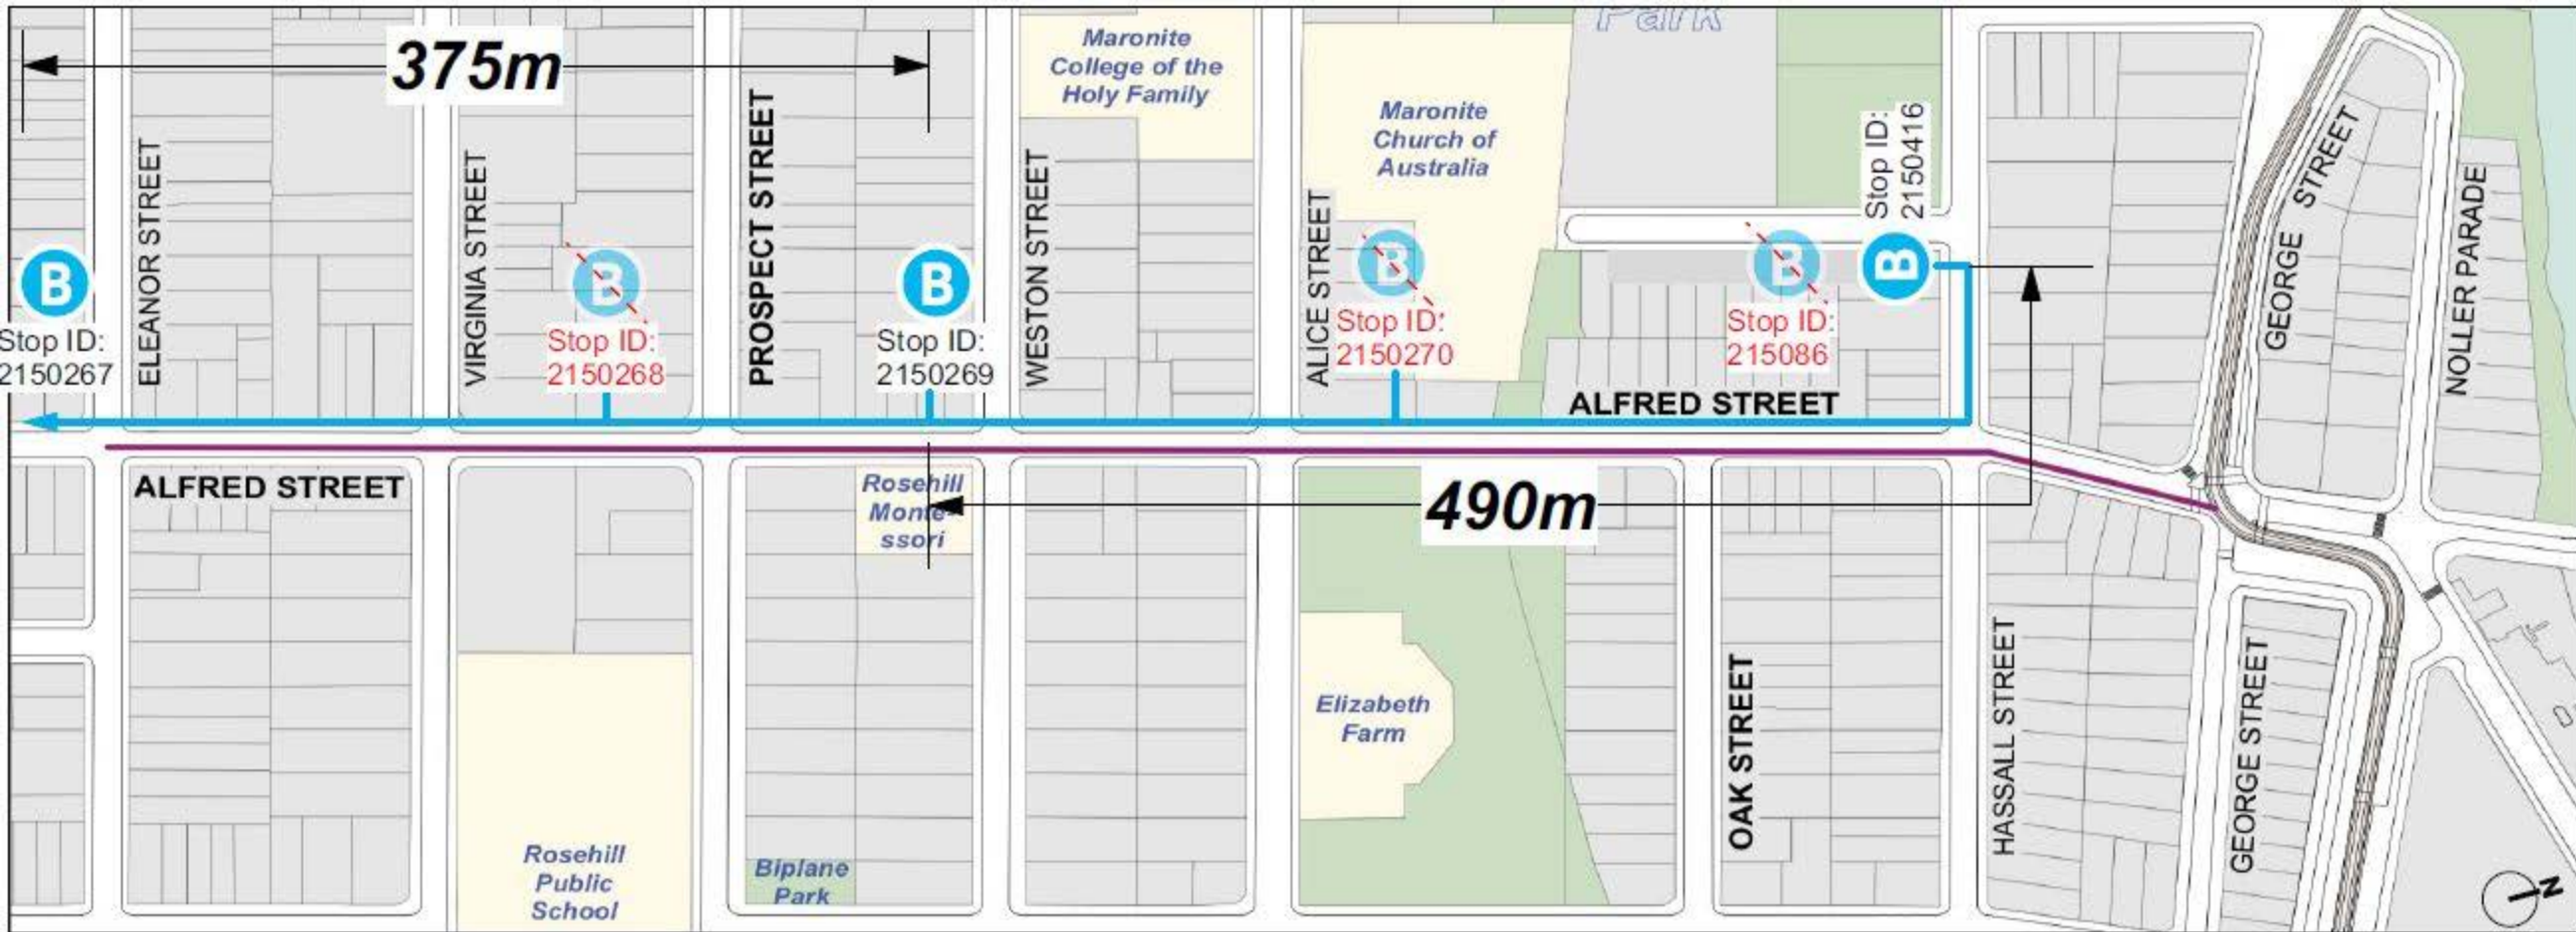 Park
375m
Maronite
College of the
Holy Family
Maronite
Church of
Australia
Stop ID:
2150416
ELEANOR STREET
VIRGINIA STREET
PROSPECT STREET
WESTON STREET
ALICE STREET
GEORGE STREET
NOLLER PARADE
B
Stop ID:
2150267
B
Stop ID:
2150268
B
Stop ID:
2150269
B
Stop ID:
2150270
B
Stop ID:
215086
B
ALFRED STREET
ALFRED STREET
Rosehill
Monte-
ssori
490m
Elizabeth
Farm
OAK STREET
HASSALL STREET
GEORGE STREET
Rosehill
Public
School
Biplane
Park
N